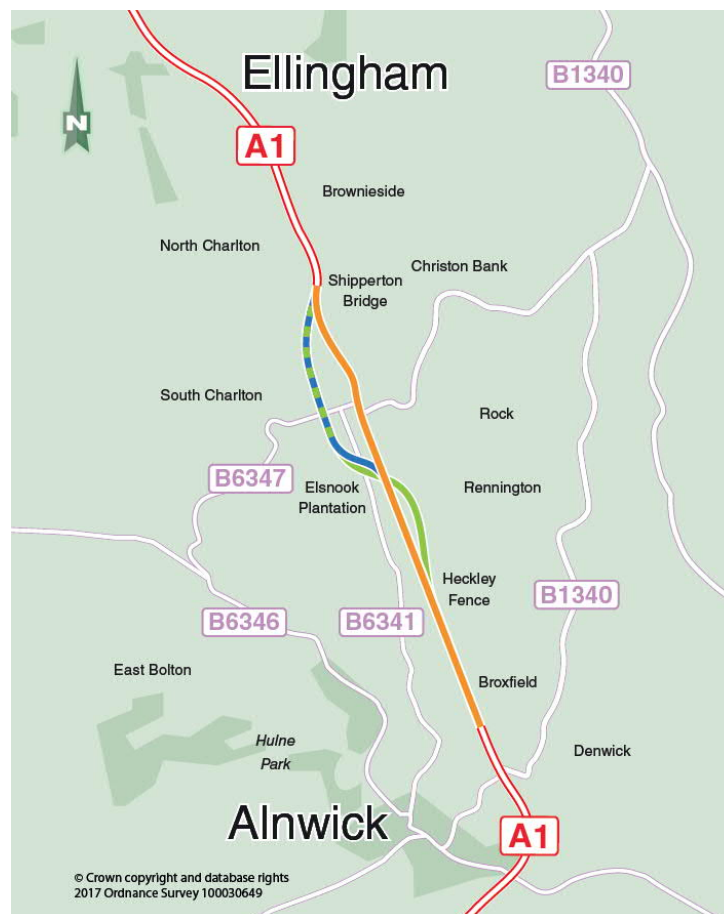 Ellingham
B1340
N
A1
Brownieside
North Charlton
Christon Bank
Shipperton
Bridge
South Charlton
Rock
B6347
Elsnook
Plantation
Rennington
Heckley
Fence
B1340
B6346
B6341
East Bolton
Broxfield
Hulne
Park
Denwick
Alnwick
A1
© Crown copyright and database rights
2017 Ordnance Survey 100030649